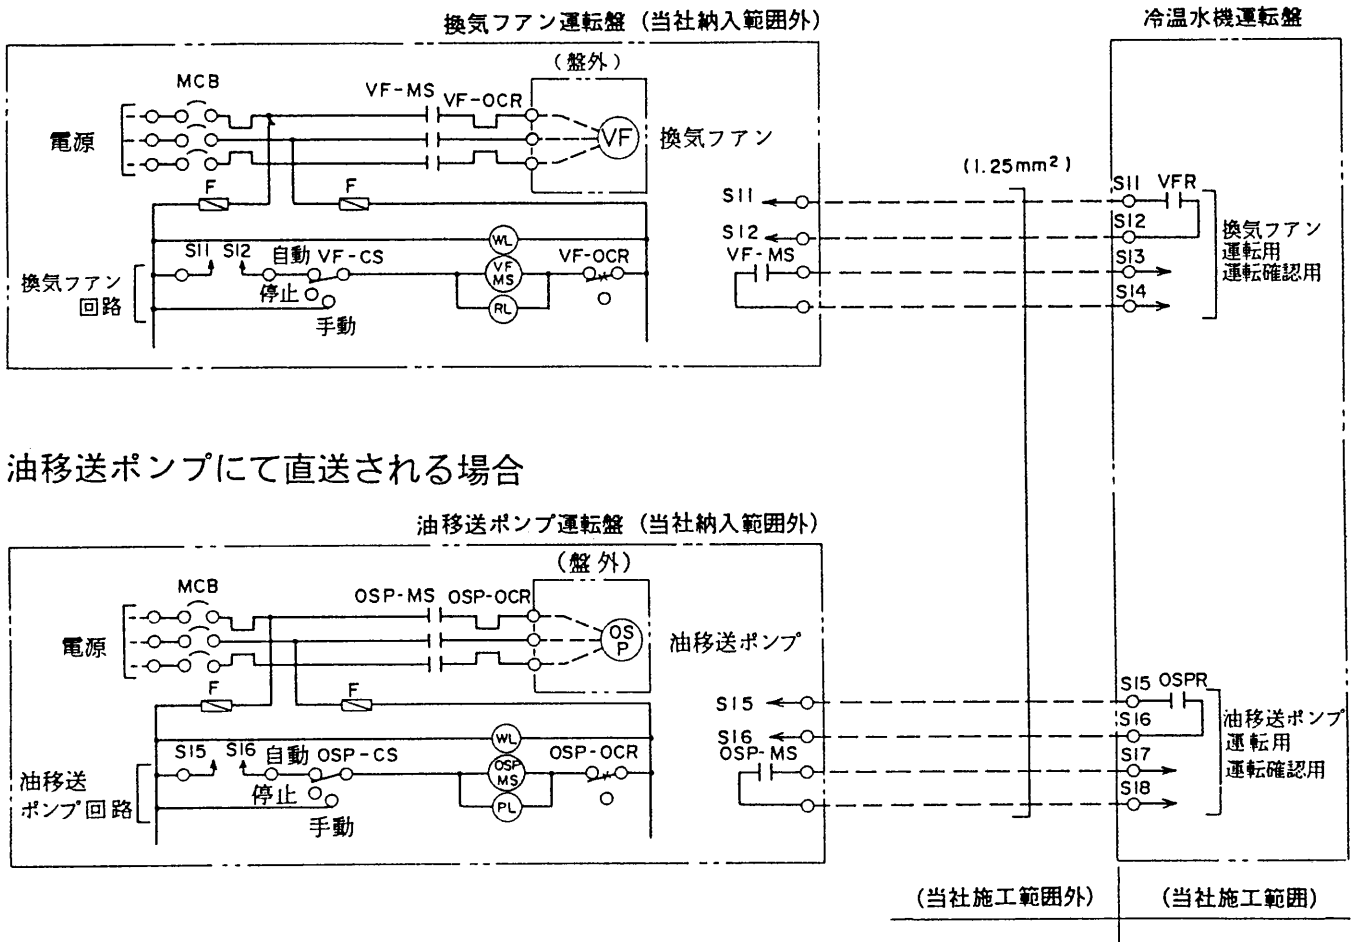 換気フアン運転盤 (当社納入範囲外)
冷温水機運転盤
(盤外)
MCB
VF-MS
VF-OCR
電源
VF
換気フアン
F
F
(1.25mm²)
S11
S12
VF-MS
S11
VFR
S12
S13
S14
換気フアン
運転用
運転確認用
WL
S11
S12
自動
VF-CS
VF
MS
VF-OCR
換気フアン
回路
停止
手動
RL
油移送ポンプにて直送される場合
油移送ポンプ運転盤 (当社納入範囲外)
(盤外)
MCB
OSP-MS
OSP-OCR
電源
OS
P
油移送ポンプ
F
F
S15
S16
OSP-MS
S15
OSPR
S16
S17
S18
油移送ポンプ
運転用
運転確認用
WL
S15
S16
自動
OSP-CS
OSP
MS
OSP-OCR
油移送
ポンプ回路
停止
手動
PL
(当社施工範囲外)
(当社施工範囲)